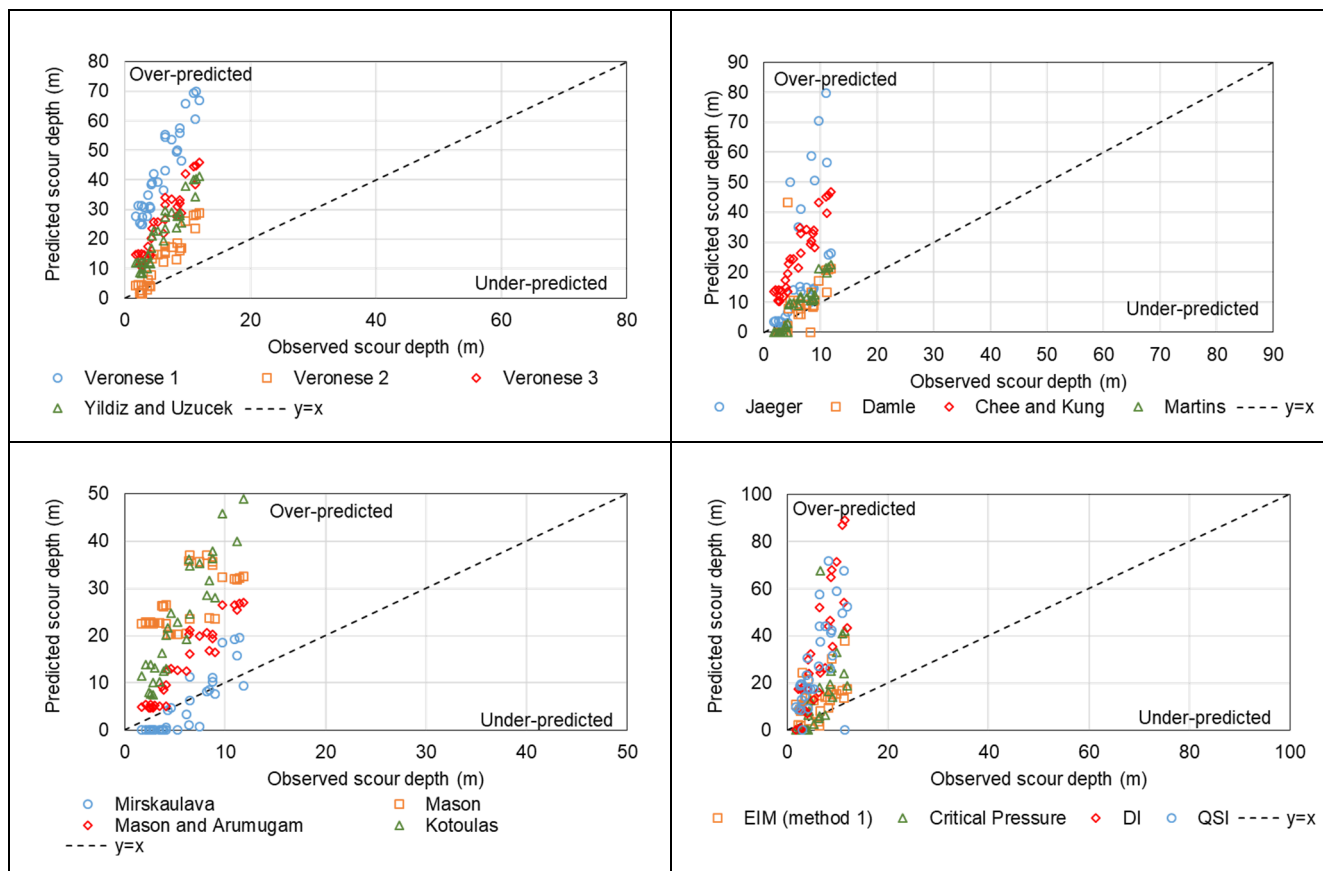 80
70
60
50
40
30
20
10
0
Predicted scour depth (m)
Over-predicted
Under-predicted
0 20 40 60 80
Observed scour depth (m)
Veronese 1 Veronese 2 Veronese 3
Yildiz and Uzucek y=x
90
80
70
60
50
40
30
20
10
0
Predicted scour depth (m)
Over-predicted
Under-predicted
0 10 20 30 40 50 60 70 80 90
Observed scour depth (m)
Jaeger Damle Chee and Kung Martins y=x
50
40
30
20
10
0
Predicted scour depth (m)
Over-predicted
Under-predicted
0 10 20 30 40 50
Observed scour depth (m)
Mirskaulava Mason
Mason and Arumugam Kotoulas
y=x
100
80
60
40
20
0
Predicted scour depth (m)
Over-predicted
Under-predicted
0 20 40 60 80 100
Observed scour depth (m)
EIM (method 1) Critical Pressure DI QSI y=x